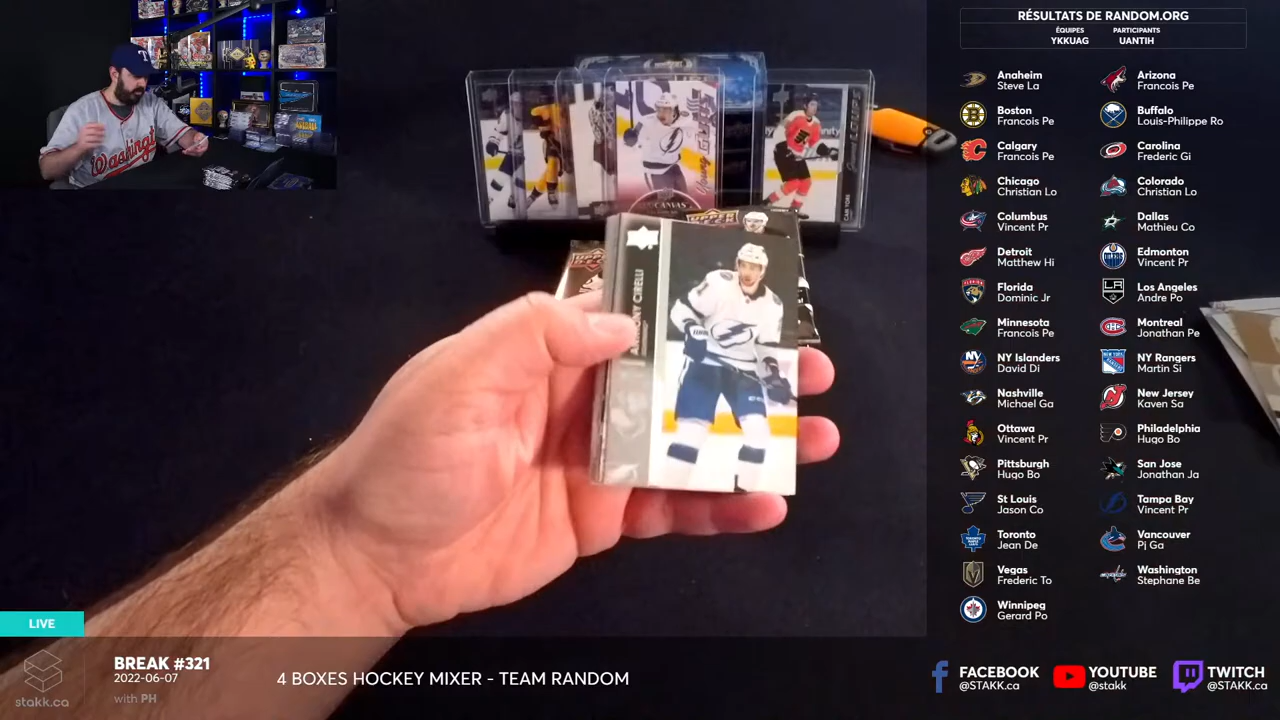 RÉSULTATS DE RANDOM.ORG
ÉQUIPES
YKKUAG
PARTICIPANTS
UANTIH
Anaheim
Steve La
Arizona
Francois Pe
Boston
Francois Pe
Buffalo
Louis-Philippe Ro
Calgary
Francois Pe
Carolina
Frederic Gi
Chicago
Christian Lo
Colorado
Christian Lo
Columbus
Vincent Pr
Dallas
Mathieu Co
Detroit
Matthew Hi
Edmonton
Vincent Pr
Florida
Dominic Jr
Los Angeles
Andre Po
Minnesota
Francois Pe
Montreal
Jonathan Pe
NY Islanders
David Di
NY Rangers
Martin Si
Nashville
Michael Ga
New Jersey
Kaven Sa
Ottawa
Vincent Pr
Philadelphia
Hugo Bo
Pittsburgh
Hugo Bo
San Jose
Jonathan Ja
St Louis
Jason Co
Tampa Bay
Vincent Pr
Toronto
Jean De
Vancouver
Pj Ga
Vegas
Frederic To
Washington
Stephane Be
Winnipeg
Gerard Po
Washington
UPPER
ANTHONY CIRELLI
LIVE
stakk.ca
BREAK #321
2022-06-07
with PH
4 BOXES HOCKEY MIXER - TEAM RANDOM
FACEBOOK
@STAKK.ca
YOUTUBE
@stakk
TWITCH
@STAKK.ca